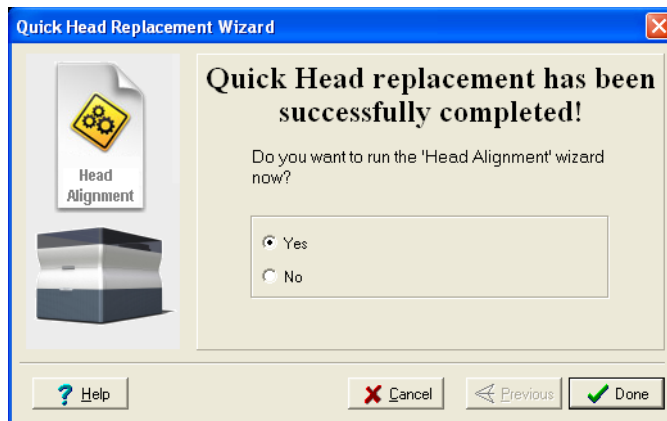 Quick Head Replacement Wizard
Quick Head replacement has been
successfully completed!
Do you want to run the 'Head Alignment' wizard
now?
Head
Alignment
Yes
No
Help
Cancel
Previous
Done